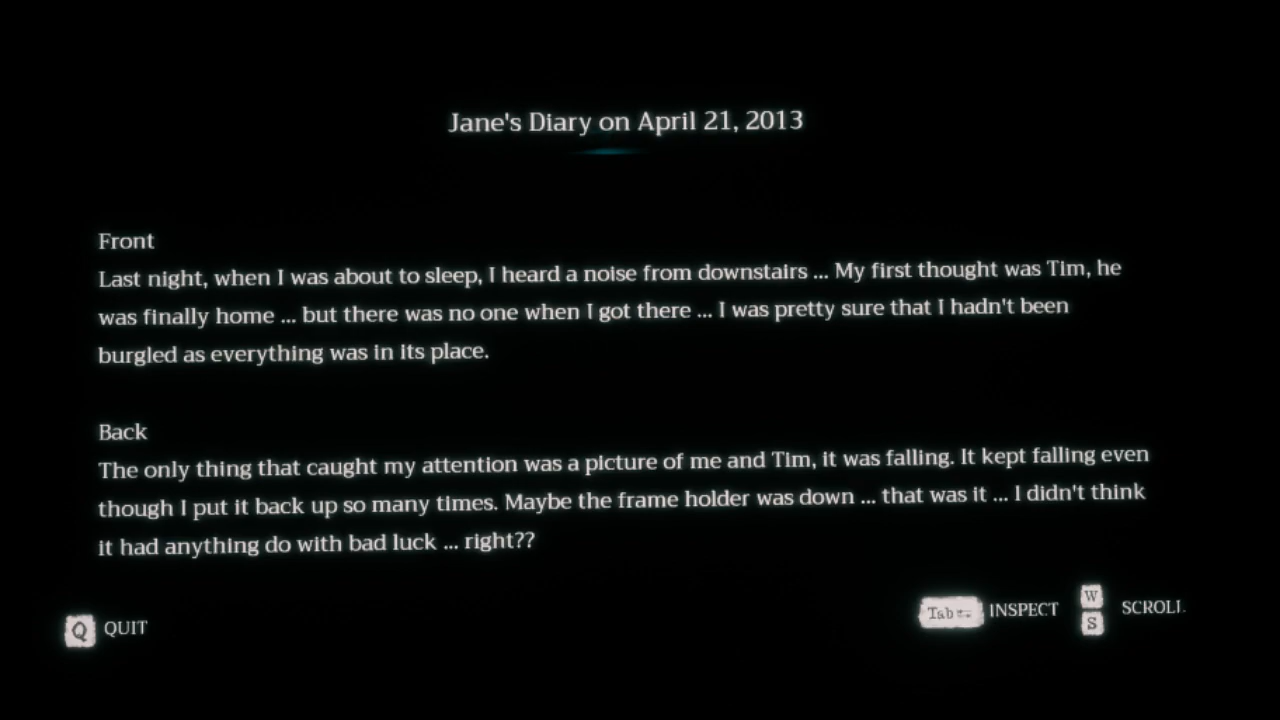 Jane's Diary on April 21, 2013
Front
Last night, when I was about to sleep, I heard a noise from downstairs ... My first thought was Tim, he
was finally home ... but there was no one when I got there ... I was pretty sure that I hadn't been
burgled as everything was in its place.
Back
The only thing that caught my attention was a picture of me and Tim, it was falling. It kept falling even
though I put it back up so many times. Maybe the frame holder was down ... that was it ... I didn't think
it had anything do with bad luck ... right??
Q QUIT
Tab INSPECT
W
S
SCROLL